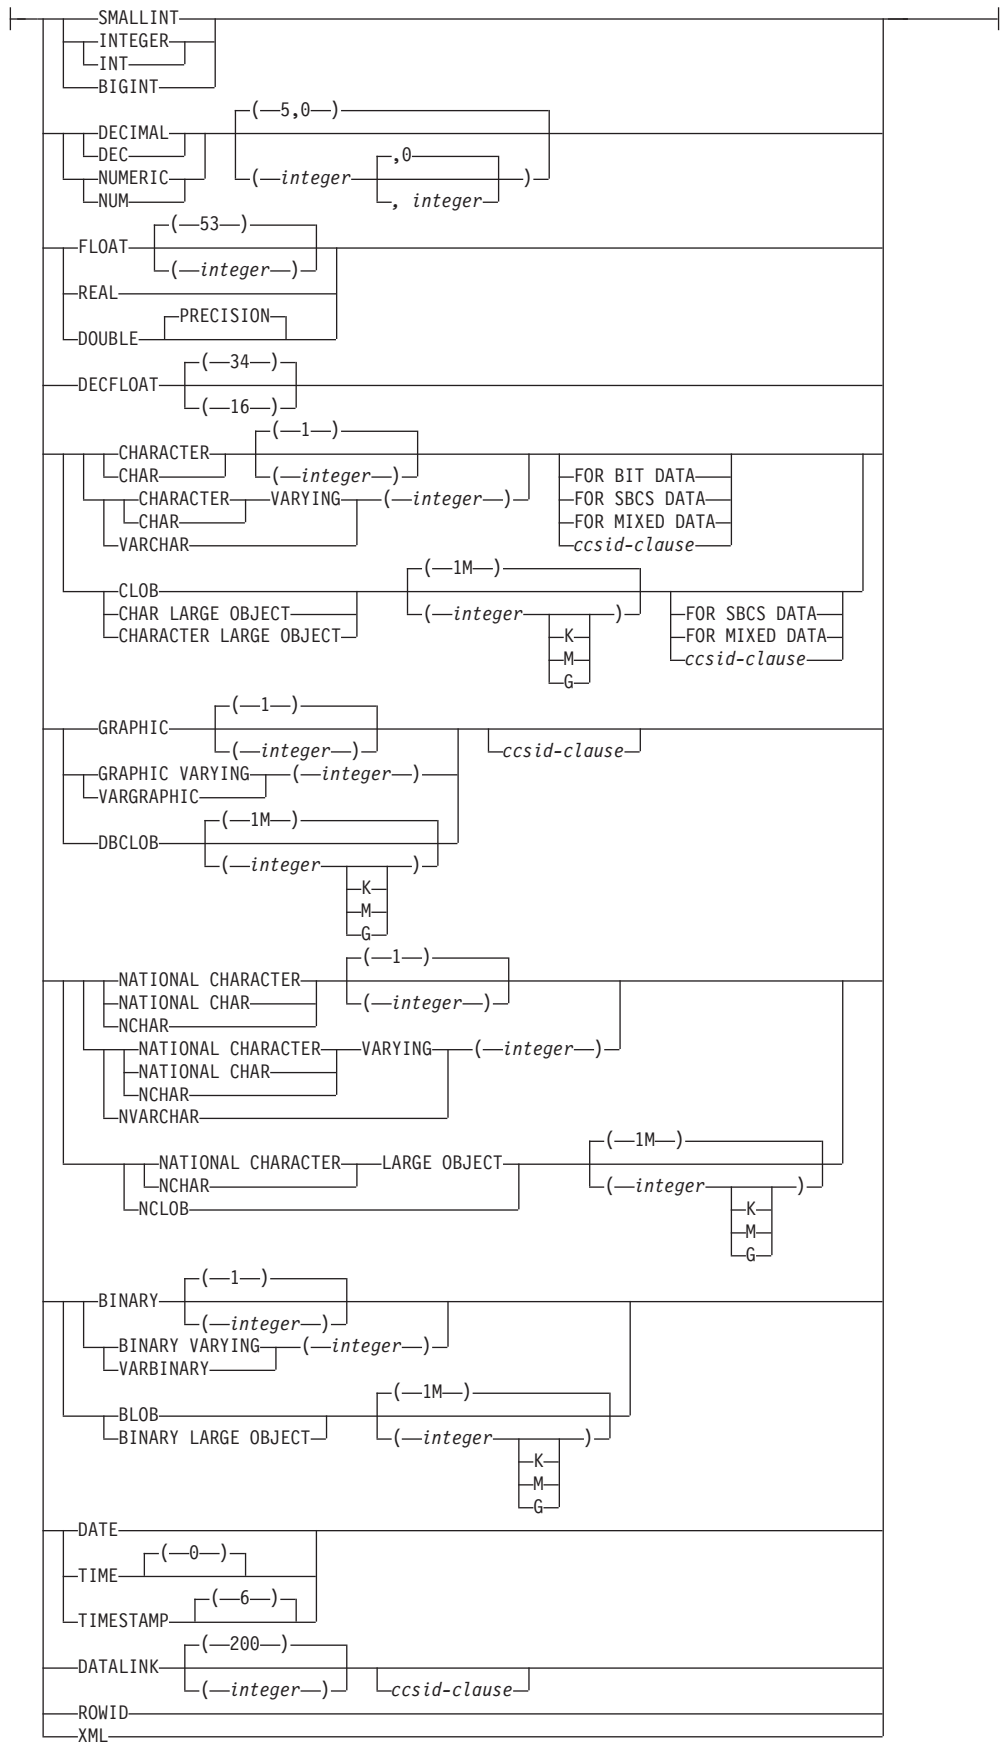 SMALLINT
INTEGER
INT
BIGINT
( 5,0 )
DECIMAL
DEC
,0
NUMERIC ( integer )
NUM , integer
( 53 )
FLOAT
( integer )
REAL
PRECISION
DOUBLE
( 34 )
DECFLOAT
( 16 )
( 1 )
CHARACTER
CHAR ( integer ) FOR BIT DATA
CHARACTER VARYING ( integer ) FOR SBCS DATA
CHAR FOR MIXED DATA
VARCHAR ccsid-clause
( 1M )
CLOB
CHAR LARGE OBJECT ( integer ) FOR SBCS DATA
CHARACTER LARGE OBJECT K FOR MIXED DATA
M ccsid-clause
G
( 1 )
GRAPHIC
( integer ) ccsid-clause
GRAPHIC VARYING ( integer )
VARGRAPHIC
( 1M )
DBCLOB
( integer )
K
M
G
( 1 )
NATIONAL CHARACTER
NATIONAL CHAR ( integer )
NCHAR
NATIONAL CHARACTER VARYING ( integer )
NATIONAL CHAR
NCHAR
NVARCHAR
( 1M )
NATIONAL CHARACTER LARGE OBJECT
NCHAR ( integer )
NCLOB K
M
G
( 1 )
BINARY
( integer )
BINARY VARYING ( integer )
VARBINARY
( 1M )
BLOB
BINARY LARGE OBJECT ( integer )
K
M
G
DATE
( 0 )
TIME
( 6 )
TIMESTAMP
( 200 )
DATALINK
( integer ) ccsid-clause
ROWID
XML